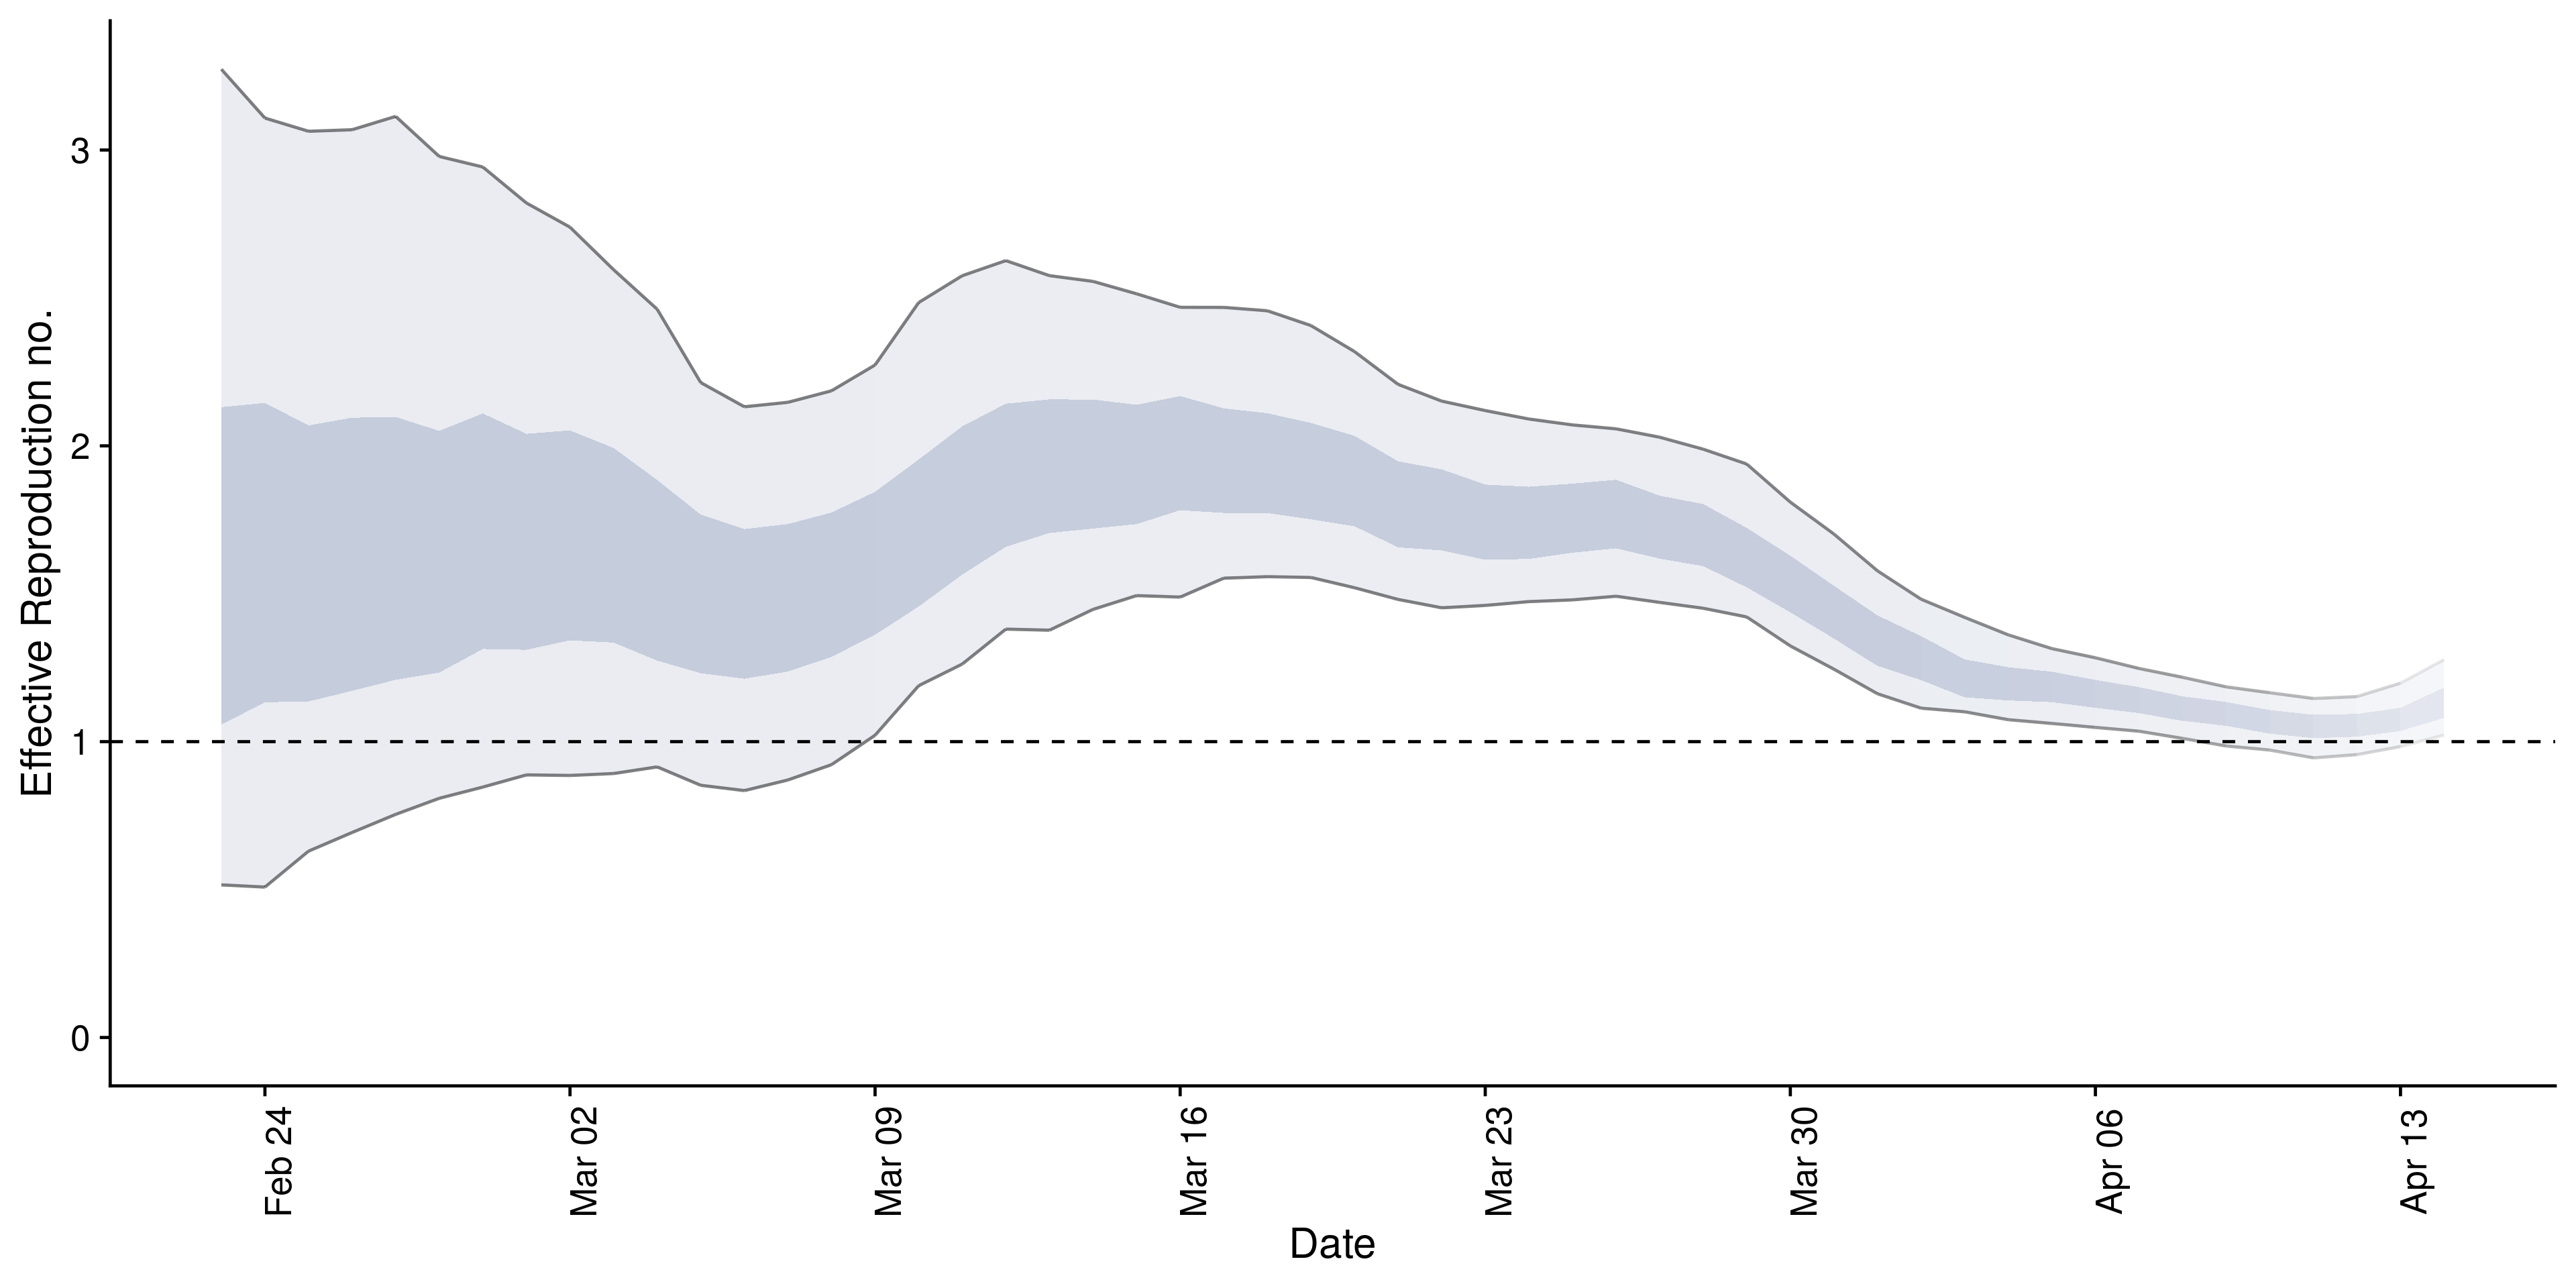 Effective Reproduction no.
3
2
1
0
Feb 24
Mar 02
Mar 09
Mar 16
Mar 23
Mar 30
Apr 06
Apr 13
Date